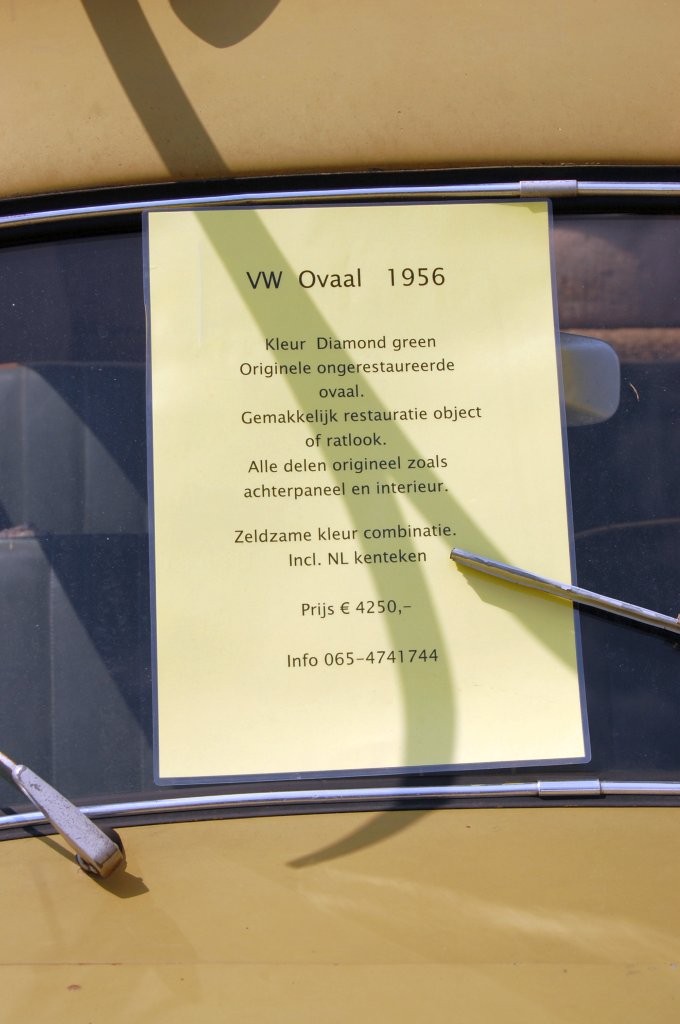 VW Ovaal 1956
Kleur Diamond green
Originele ongerestaureerde
ovaal.
Gemakkelijk restauratie object
of ratlook.
Alle delen origineel zoals
achterpaneel en interieur.
Zeldzame kleur combinatie.
Incl. NL kenteken
Prijs € 4250,-
Info 065-4741744